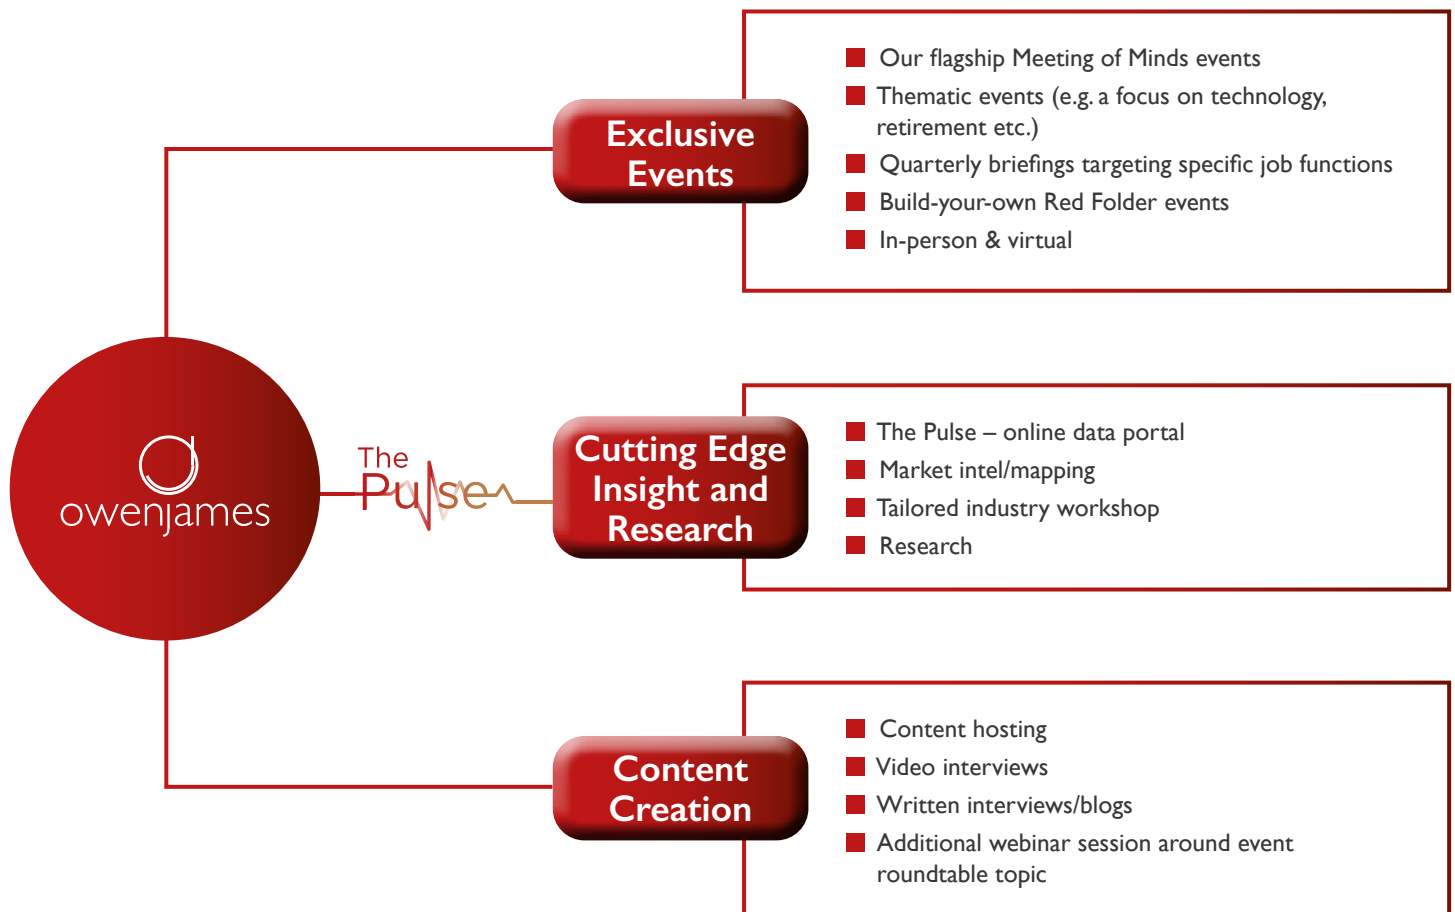 Exclusive
Events
Our flagship Meeting of Minds events
Thematic events (e.g. a focus on technology,
retirement etc.)
Quarterly briefings targeting specific job functions
Build-your-own Red Folder events
In-person & virtual
owenjames
The
Pulse
Cutting Edge
Insight and
Research
The Pulse – online data portal
Market intel/mapping
Tailored industry workshop
Research
Content
Creation
Content hosting
Video interviews
Written interviews/blogs
Additional webinar session around event
roundtable topic